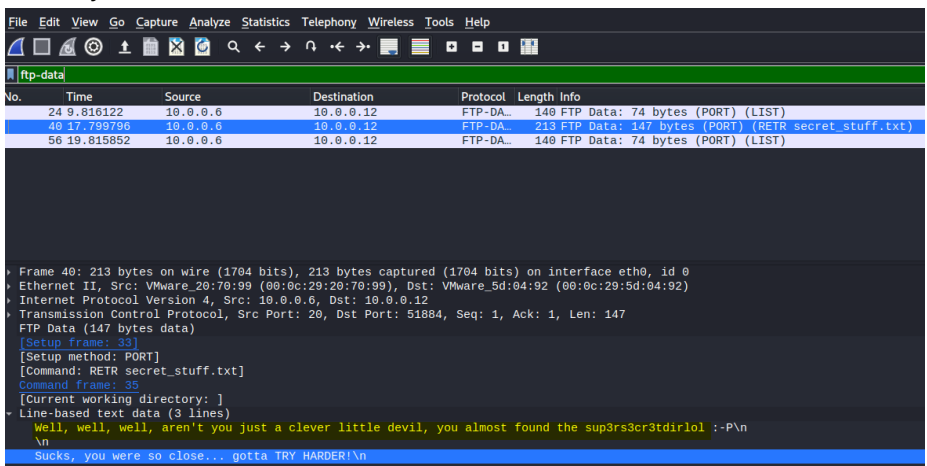 File Edit View Go Capture Analyze Statistics Telephony Wireless Tools Help
ftp-data
No. Time Source Destination Protocol Length Info
24 9.816122 10.0.0.6 10.0.0.12 FTP-DA… 140 FTP Data: 74 bytes (PORT) (LIST)
40 17.799796 10.0.0.6 10.0.0.12 FTP-DA… 213 FTP Data: 147 bytes (PORT) (RETR secret_stuff.txt)
56 19.815852 10.0.0.6 10.0.0.12 FTP-DA… 140 FTP Data: 74 bytes (PORT) (LIST)
Frame 40: 213 bytes on wire (1704 bits), 213 bytes captured (1704 bits) on interface eth0, id 0
Ethernet II, Src: VMware_20:70:99 (00:0c:29:20:70:99), Dst: VMware_5d:04:92 (00:0c:29:5d:04:92)
Internet Protocol Version 4, Src: 10.0.0.6, Dst: 10.0.0.12
Transmission Control Protocol, Src Port: 20, Dst Port: 51884, Seq: 1, Ack: 1, Len: 147
FTP Data (147 bytes data)
[Setup frame: 33]
[Setup method: PORT]
[Command: RETR secret_stuff.txt]
Command frame: 35
[Current working directory: ]
Line-based text data (3 lines)
Well, well, well, aren't you just a clever little devil, you almost found the sup3rs3cr3tdirlol :-P\n
\n
Sucks, you were so close... gotta TRY HARDER!\n